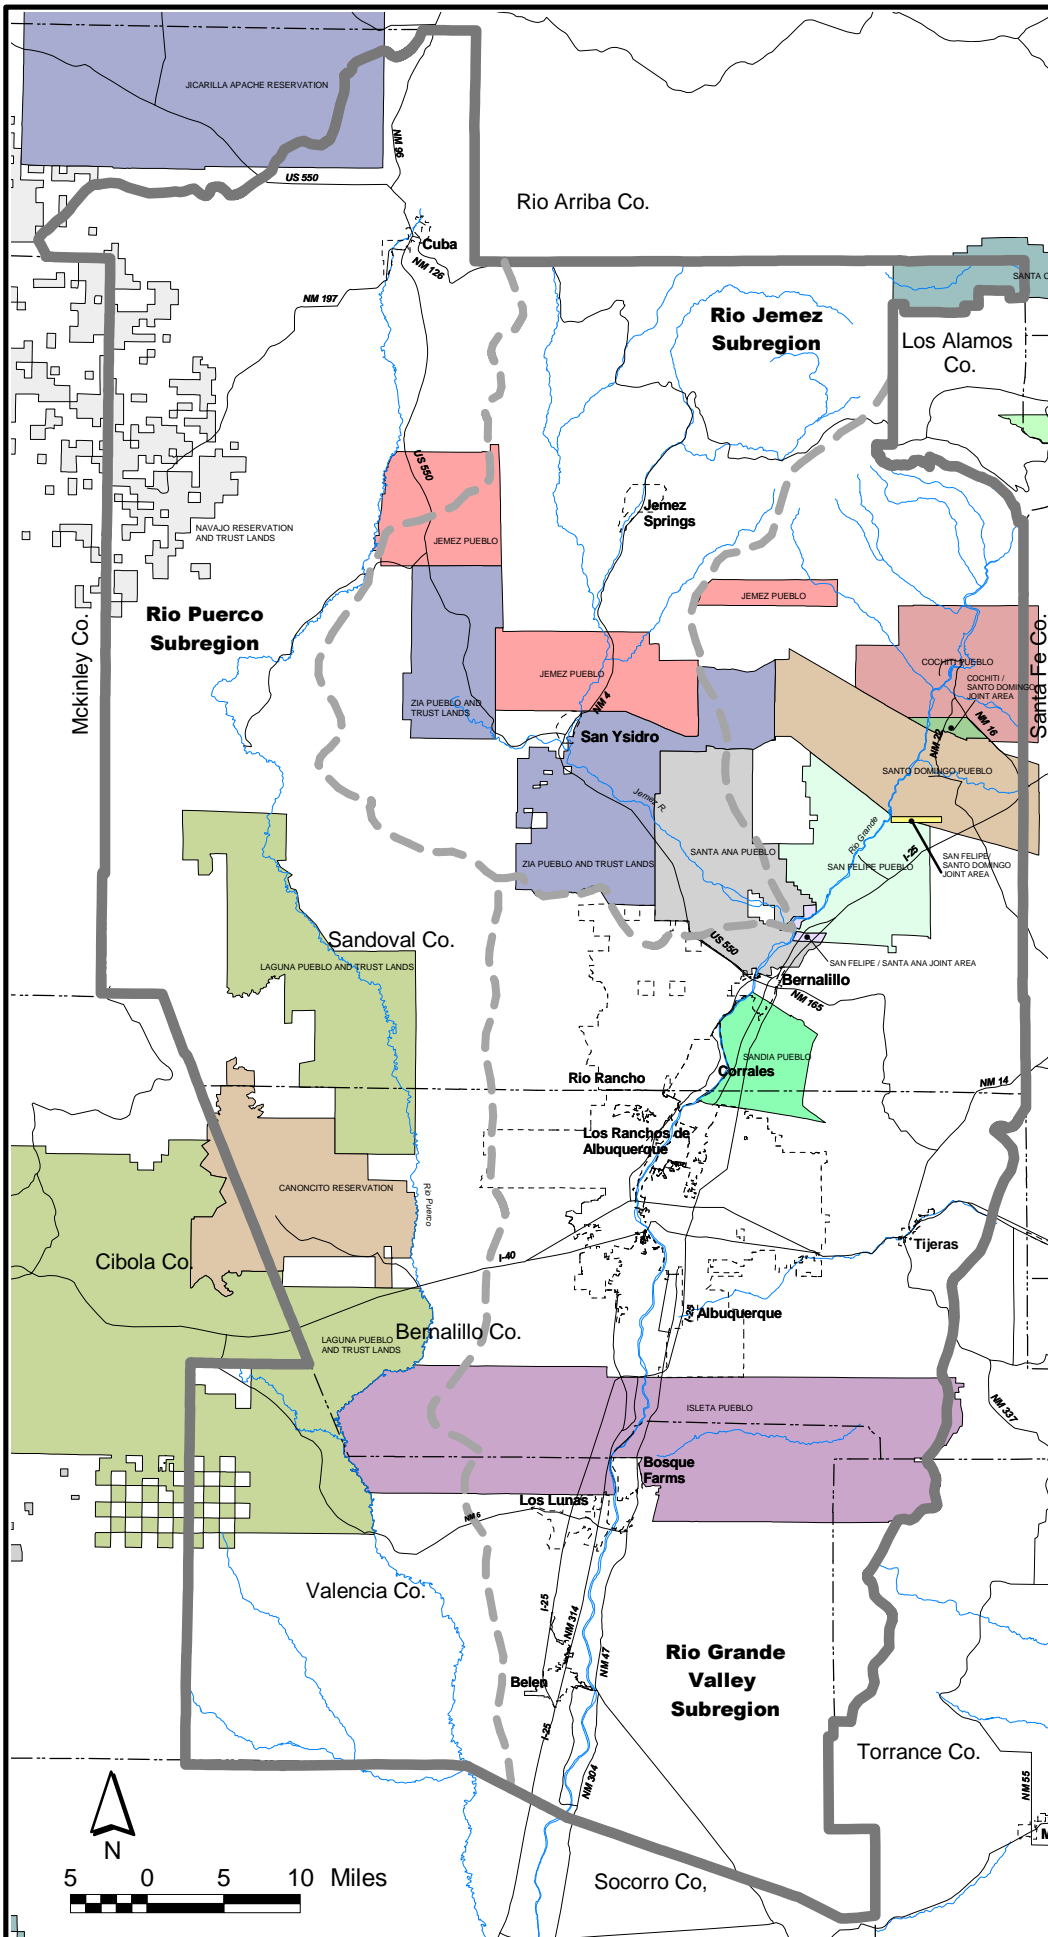 JICARILLA APACHE RESERVATION
NM 96
US 550
Rio Arriba Co.
Cuba
NM 126
NM 197
SANTA C
Rio Jemez
Subregion
Los Alamos
Co.
US 550
Jemez
Springs
NAVAJO RESERVATION
AND TRUST LANDS
JEMEZ PUEBLO
JEMEZ PUEBLO
Rio Puerco
Subregion
Mckinley Co.
Santa Fe Co.
COCHITI PUEBLO
COCHITI /
SANTO DOMINGO
JOINT AREA
JEMEZ PUEBLO
NM 4
ZIA PUEBLO AND
TRUST LANDS
San Ysidro
NM 16
NM 22
SANTO DOMINGO PUEBLO
Jemez R.
Rio Grande
I-25
SANTA ANA PUEBLO
SAN FELIPE PUEBLO
SAN FELIPE/
SANTO DOMINGO
JOINT AREA
ZIA PUEBLO AND TRUST LANDS
Sandoval Co.
US 550
LAGUNA PUEBLO AND TRUST LANDS
SAN FELIPE / SANTA ANA JOINT AREA
Bernalillo
NM 165
SANDIA PUEBLO
Corrales
Rio Rancho
NM 14
Los Ranchos de
Albuquerque
CANONCITO RESERVATION
Rio Puerco
Tijeras
I-40
Cibola Co.
I-25
Albuquerque
Bernalillo Co.
LAGUNA PUEBLO
AND TRUST LANDS
NM 337
ISLETA PUEBLO
Bosque
Farms
Los Lunas
NM 6
Valencia Co.
I-25
NM 314
NM 47
Rio Grande
Valley
Subregion
Belen
I-25
Torrance Co.
NM 304
NM 55
M
N
5 0 5 10 Miles
Socorro Co,